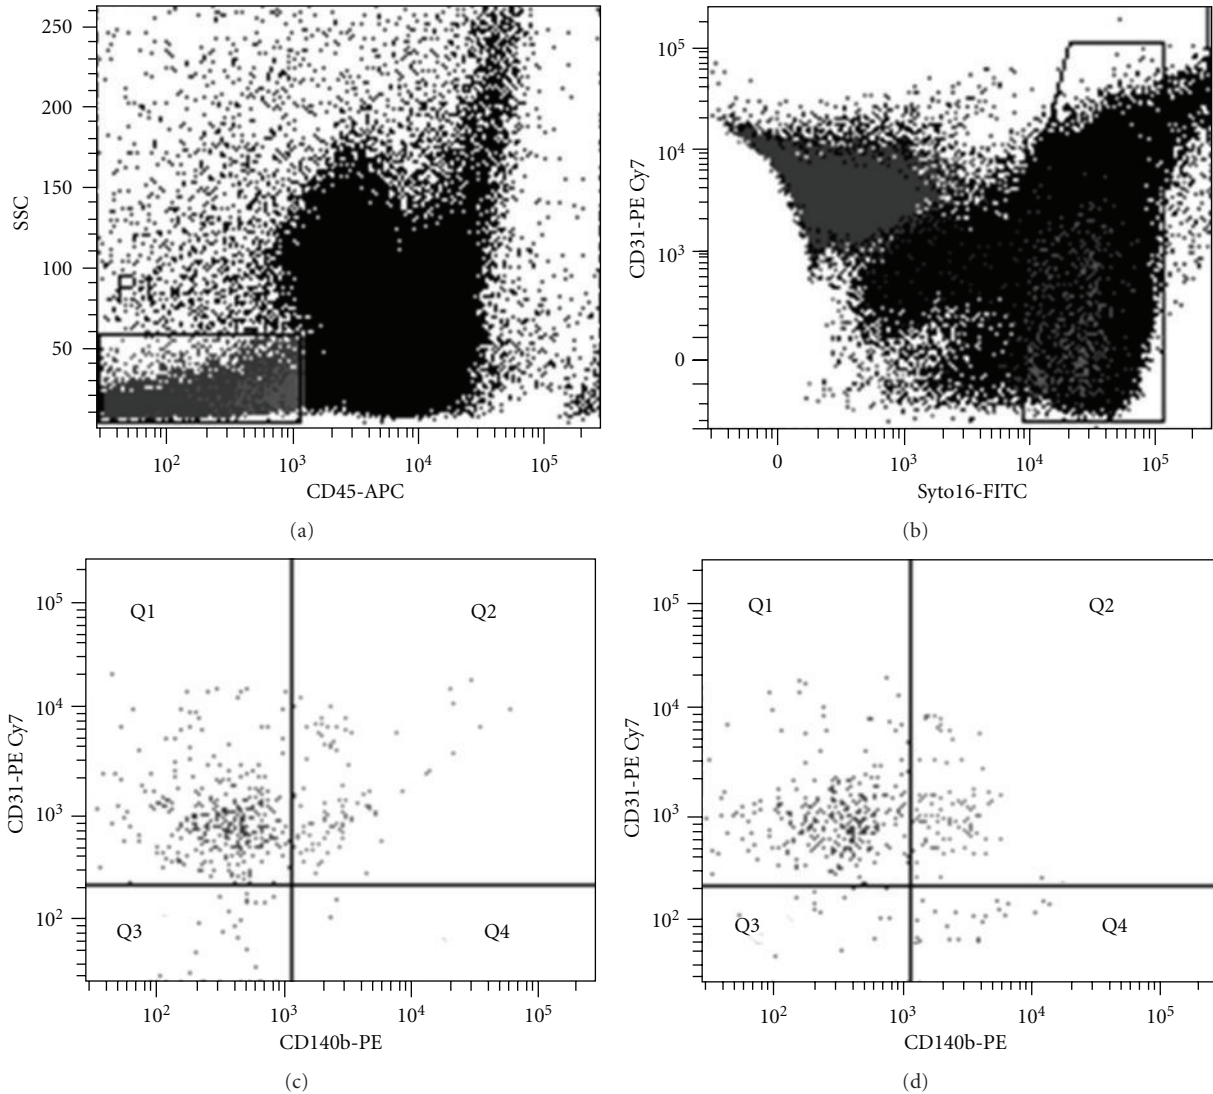 250
200
150
100
50
SSC
P1
10²
10³
10⁴
10⁵
CD45-APC
(a)
10⁵
10⁴
10³
0
CD31-PE Cy7
0
10³
10⁴
10⁵
Syto16-FITC
(b)
10⁵
10⁴
10³
10²
CD31-PE Cy7
Q1
Q2
Q3
Q4
10²
10³
10⁴
10⁵
CD140b-PE
(c)
10⁵
10⁴
10³
10²
CD31-PE Cy7
Q1
Q2
Q3
Q4
10²
10³
10⁴
10⁵
CD140b-PE
(d)